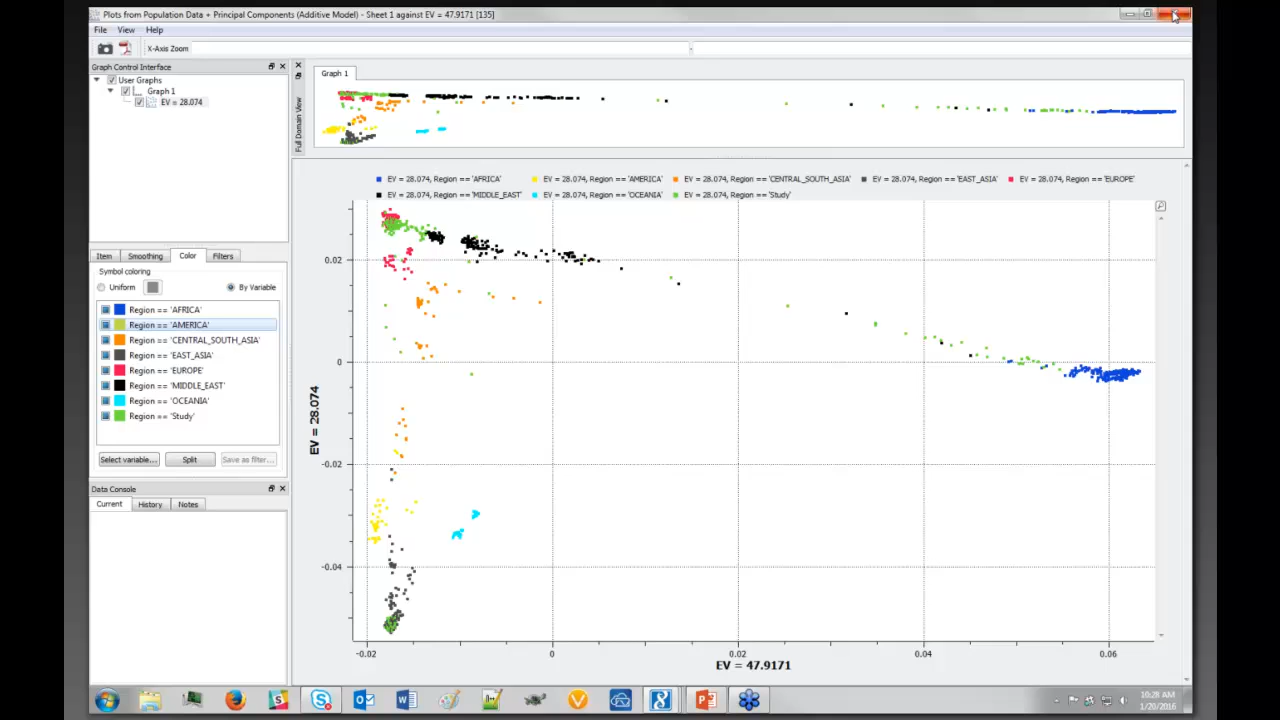 Plots from Population Data + Principal Components (Additive Model) - Sheet 1 against EV = 47.9171 [135]
File View Help
X-Axis Zoom
Graph Control Interface
User Graphs
Graph 1
EV = 28.074
Item Smoothing Color Filters
Symbol coloring
Uniform By Variable
Region == 'AFRICA'
Region == 'AMERICA'
Region == 'CENTRAL_SOUTH_ASIA'
Region == 'EAST_ASIA'
Region == 'EUROPE'
Region == 'MIDDLE_EAST'
Region == 'OCEANIA'
Region == 'Study'
Select variable... Split Save as filter...
Data Console
Current History Notes
Graph 1
Full Domain View
EV = 28.074, Region == 'AFRICA' EV = 28.074, Region == 'AMERICA' EV = 28.074, Region == 'CENTRAL_SOUTH_ASIA' EV = 28.074, Region == 'EAST_ASIA' EV = 28.074, Region == 'EUROPE'
EV = 28.074, Region == 'MIDDLE_EAST' EV = 28.074, Region == 'OCEANIA' EV = 28.074, Region == 'Study'
0.02
0
-0.02
-0.04
EV = 28.074
-0.02 0 0.02 0.04 0.06
EV = 47.9171
10:28 AM
1/20/2016